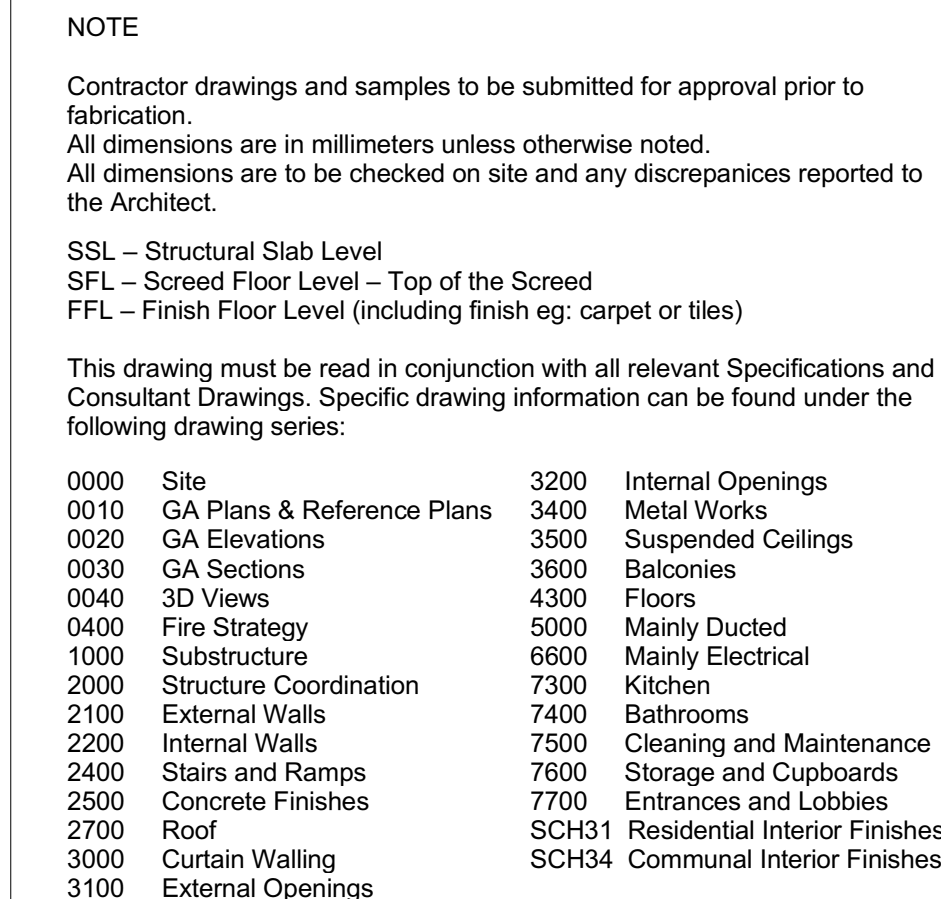 NOTE
Contractor drawings and samples to be submitted for approval prior to
fabrication.
All dimensions are in millimeters unless otherwise noted.
All dimensions are to be checked on site and any discrepanices reported to
the Architect.
SSL – Structural Slab Level
SFL – Screed Floor Level – Top of the Screed
FFL – Finish Floor Level (including finish eg: carpet or tiles)
This drawing must be read in conjunction with all relevant Specifications and
Consultant Drawings. Specific drawing information can be found under the
following drawing series:
0000 Site
0010 GA Plans & Reference Plans
0020 GA Elevations
0030 GA Sections
0040 3D Views
0400 Fire Strategy
1000 Substructure
2000 Structure Coordination
2100 External Walls
2200 Internal Walls
2400 Stairs and Ramps
2500 Concrete Finishes
2700 Roof
3000 Curtain Walling
3100 External Openings
3200 Internal Openings
3400 Metal Works
3500 Suspended Ceilings
3600 Balconies
4300 Floors
5000 Mainly Ducted
6600 Mainly Electrical
7300 Kitchen
7400 Bathrooms
7500 Cleaning and Maintenance
7600 Storage and Cupboards
7700 Entrances and Lobbies
SCH31 Residential Interior Finishes
SCH34 Communal Interior Finishes